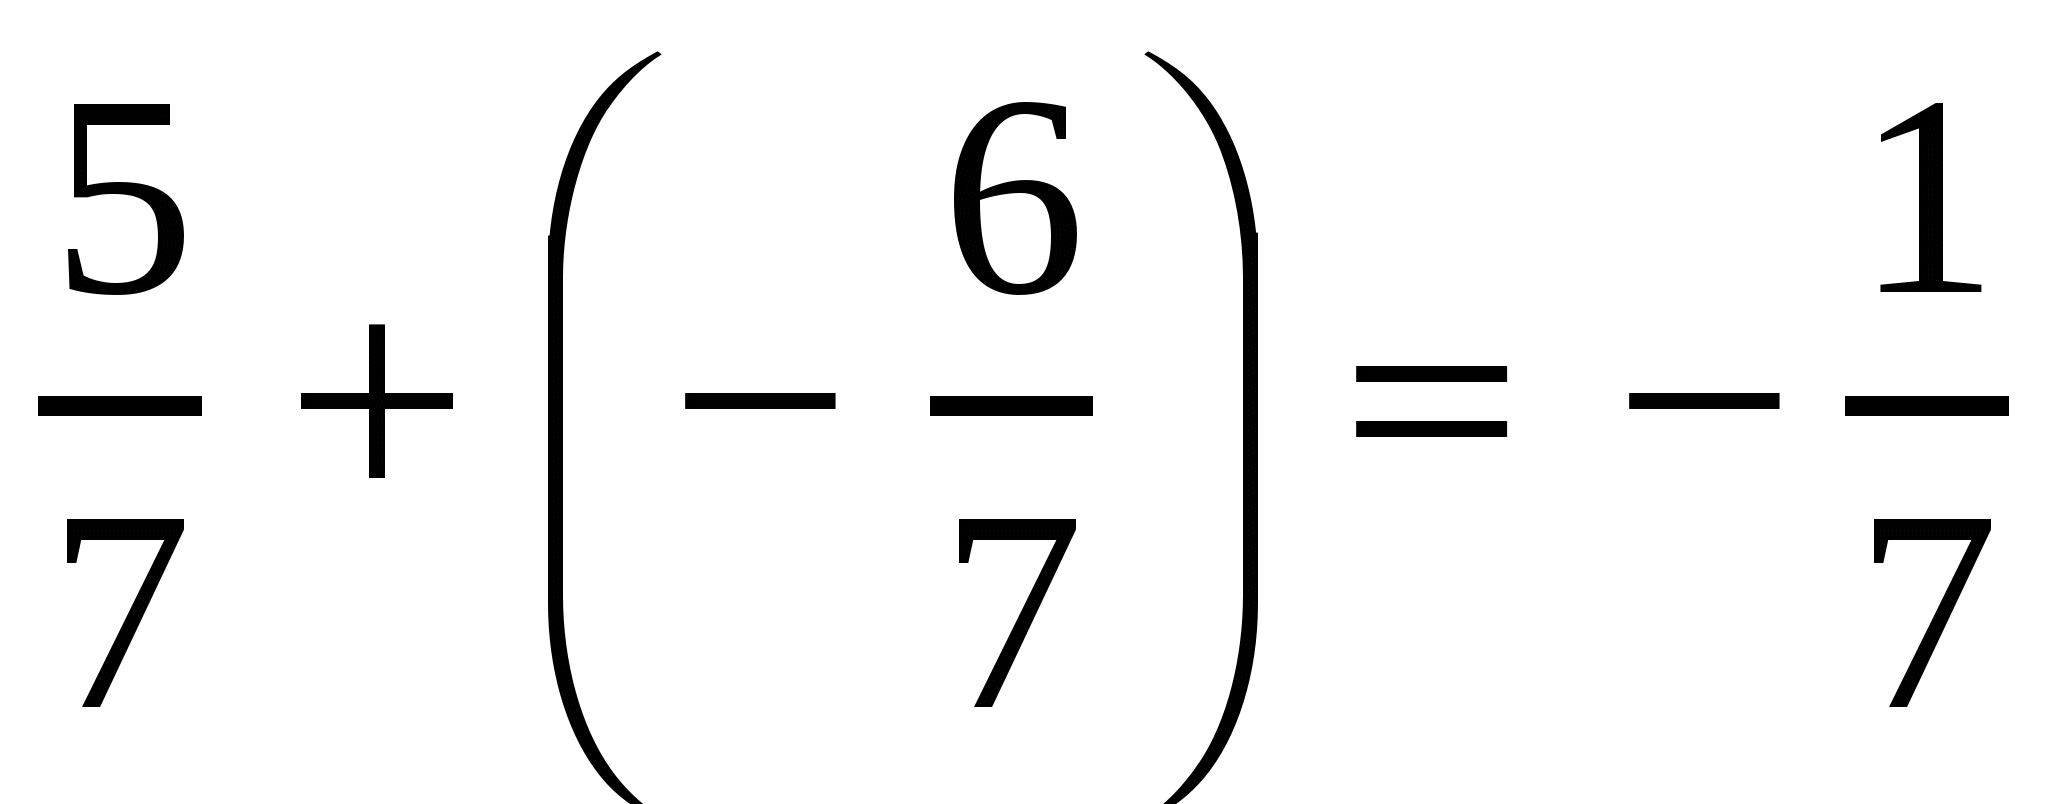 5/7 + (− 6/7) = − 1/7